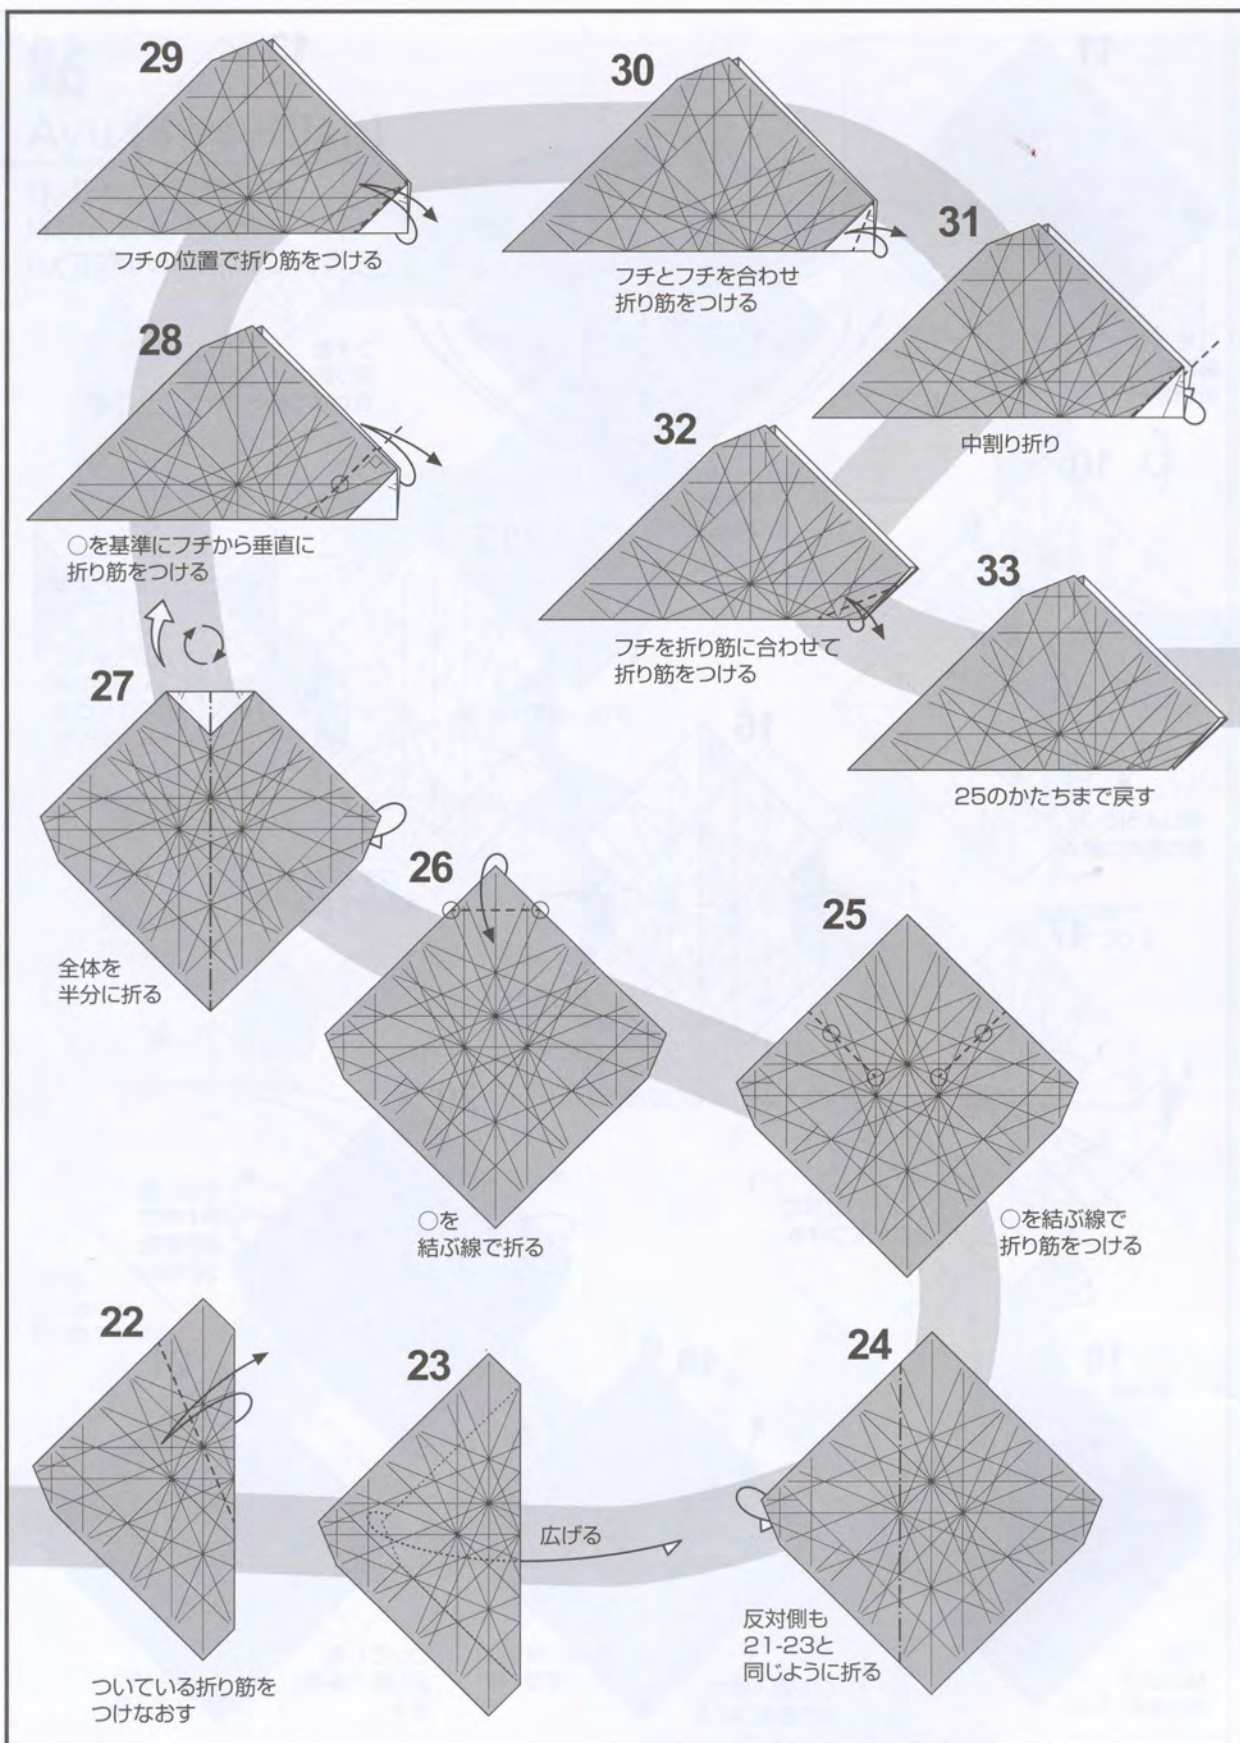 22
ついている折り筋を
つけなおす
23
広げる
24
反対側も
21-23と
同じように折る
25
○を結ぶ線で
折り筋をつける
26
○を
結ぶ線で折る
27
全体を
半分に折る
28
○を基準にフチから垂直に
折り筋をつける
29
フチの位置で折り筋をつける
30
フチとフチを合わせ
折り筋をつける
31
中割り折り
32
フチを折り筋に合わせて
折り筋をつける
33
25のかたちまで戻す